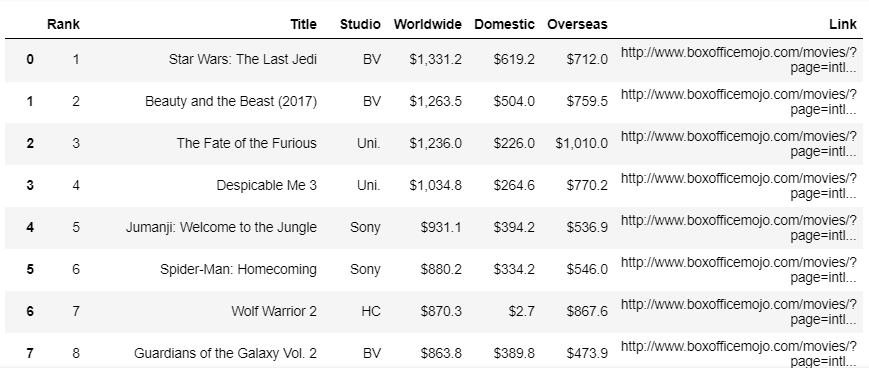 Rank Title Studio Worldwide Domestic Overseas Link
0 1 Star Wars: The Last Jedi BV $1,331.2 $619.2 $712.0 http://www.boxofficemojo.com/movies/?
page=intl...
1 2 Beauty and the Beast (2017) BV $1,263.5 $504.0 $759.5 http://www.boxofficemojo.com/movies/?
page=intl...
2 3 The Fate of the Furious Uni. $1,236.0 $226.0 $1,010.0 http://www.boxofficemojo.com/movies/?
page=intl...
3 4 Despicable Me 3 Uni. $1,034.8 $264.6 $770.2 http://www.boxofficemojo.com/movies/?
page=intl...
4 5 Jumanji: Welcome to the Jungle Sony $931.1 $394.2 $536.9 http://www.boxofficemojo.com/movies/?
page=intl...
5 6 Spider-Man: Homecoming Sony $880.2 $334.2 $546.0 http://www.boxofficemojo.com/movies/?
page=intl...
6 7 Wolf Warrior 2 HC $870.3 $2.7 $867.6 http://www.boxofficemojo.com/movies/?
page=intl...
7 8 Guardians of the Galaxy Vol. 2 BV $863.8 $389.8 $473.9 http://www.boxofficemojo.com/movies/?
page=intl...